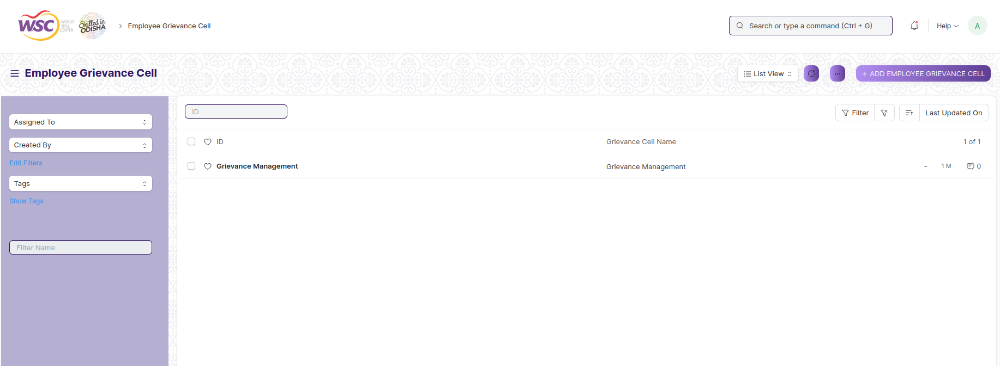 WSC WORLD SKILL CENTER Skilled in ODISHA
Employee Grievance Cell
Search or type a command (Ctrl + G)
Help
A
Employee Grievance Cell
List View
...
+ ADD EMPLOYEE GRIEVANCE CELL
Assigned To
Created By
Edit Filters
Tags
Show Tags
Filter Name
ID
Filter
Last Updated On
ID Grievance Cell Name 1 of 1
Grievance Management Grievance Management - 1 M 0